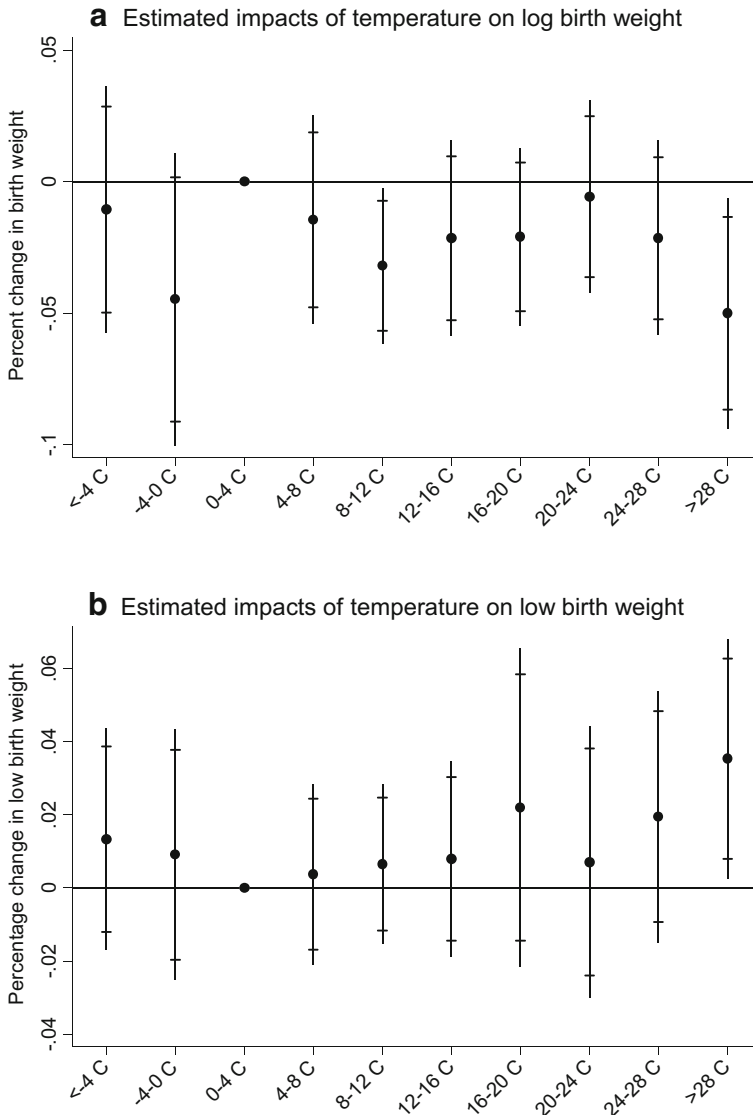 a Estimated impacts of temperature on log birth weight
Percent change in birth weight
.05
0
-.05
-.1
<-4 C
-4-0 C
0-4 C
4-8 C
8-12 C
12-16 C
16-20 C
20-24 C
24-28 C
>28 C
b Estimated impacts of temperature on low birth weight
Percentage change in low birth weight
.06
.04
.02
0
-.02
-.04
<-4 C
-4-0 C
0-4 C
4-8 C
8-12 C
12-16 C
16-20 C
20-24 C
24-28 C
>28 C